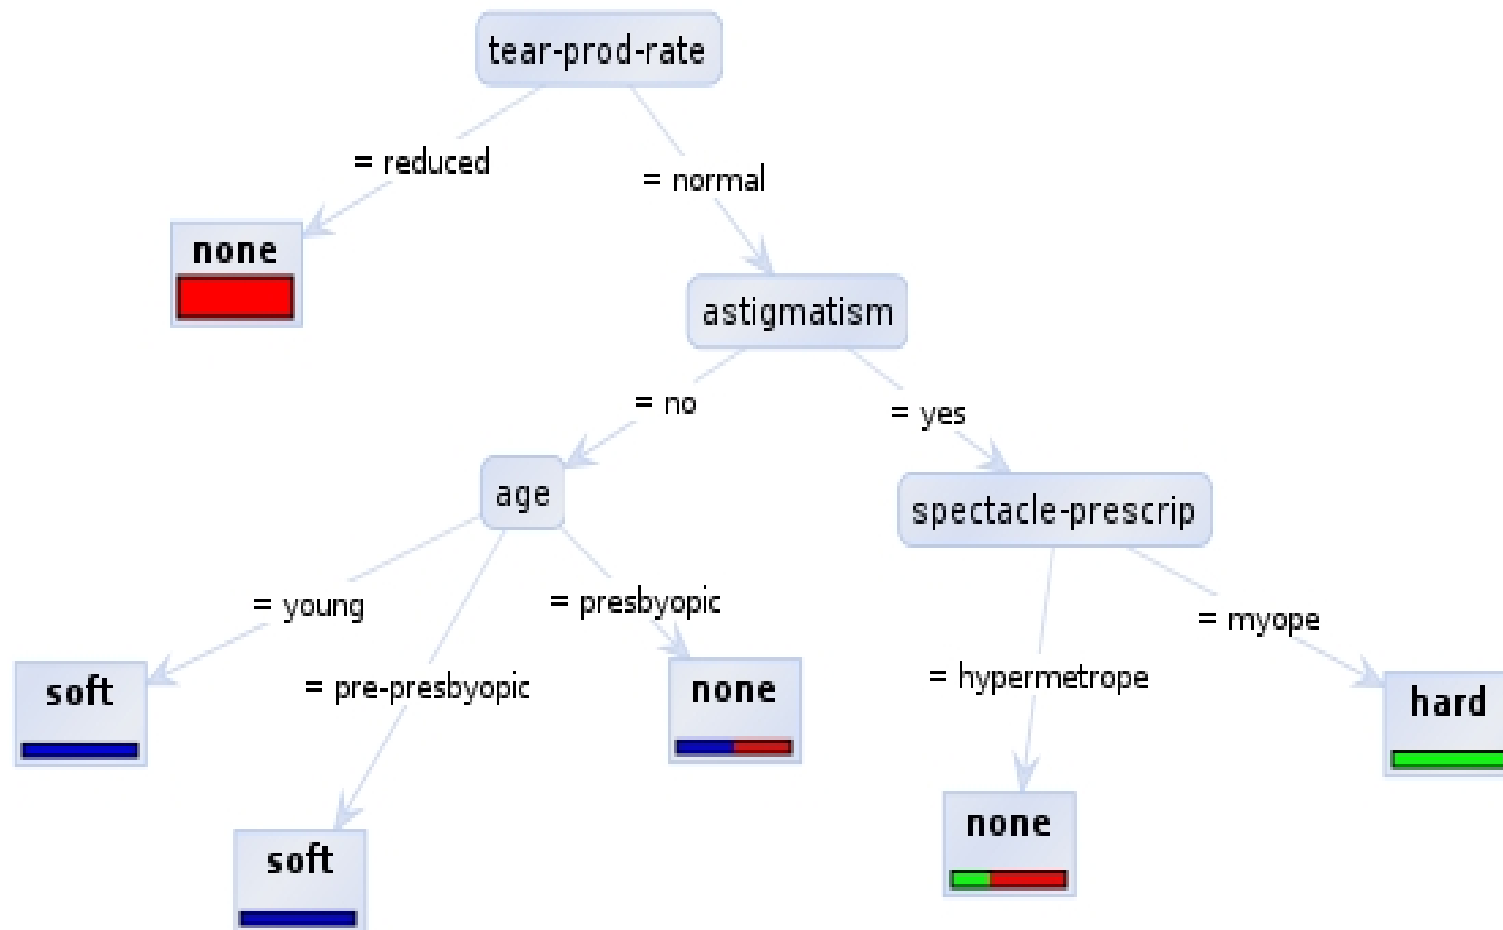 tear-prod-rate
= reduced
= normal
none
astigmatism
= no
= yes
age
spectacle-prescrip
= young
= presbyopic
= myope
= pre-presbyopic
= hypermetrope
soft
none
hard
none
soft